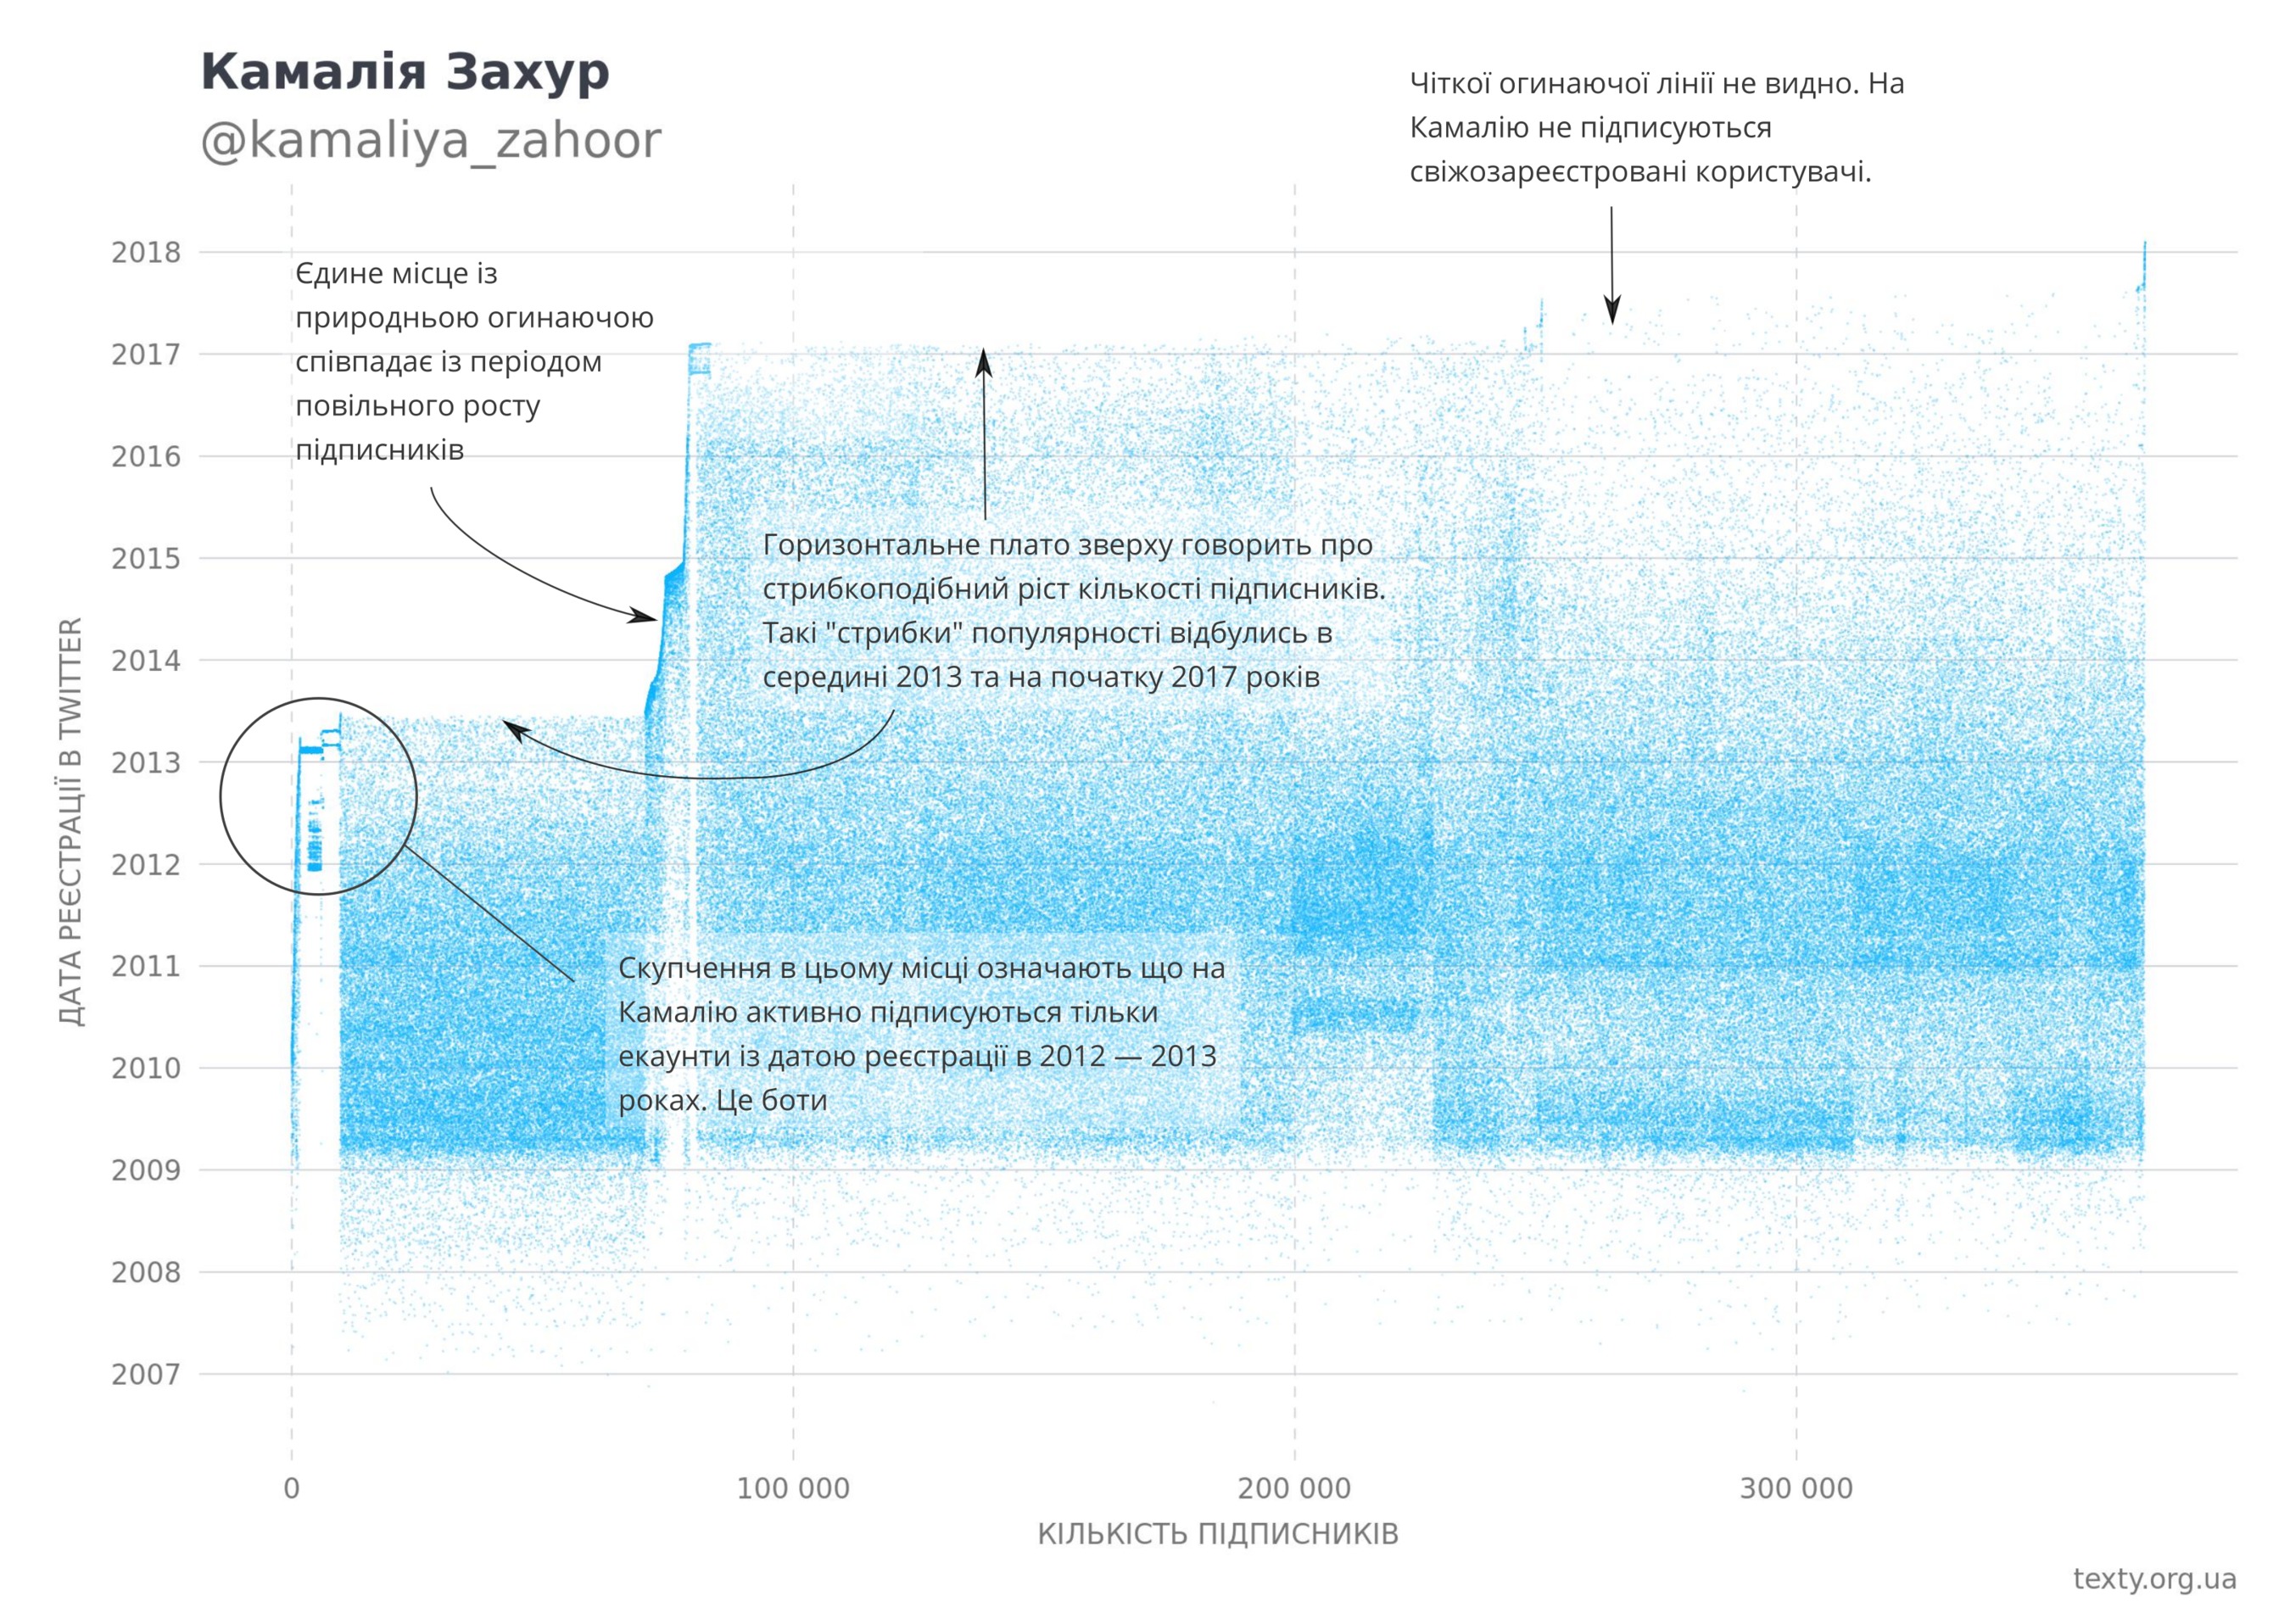 Камалія Захур
@kamaliya_zahoor
Чіткої огинаючої лінії не видно. На
Камалію не підписуються
свіжозареєстровані користувачі.
Єдине місце із
природньою огинаючою
співпадає із періодом
повільного росту
підписників
Горизонтальне плато зверху говорить про
стрибкоподібний ріст кількості підписників.
Такі "стрибки" популярності відбулись в
середині 2013 та на початку 2017 років
Скупчення в цьому місці означають що на
Камалію активно підписуються тільки
екаунти із датою реєстрації в 2012 — 2013
роках. Це боти
ДАТА РЕЄСТРАЦІЇ В TWITTER
2018
2017
2016
2015
2014
2013
2012
2011
2010
2009
2008
2007
0
100 000
200 000
300 000
КІЛЬКІСТЬ ПІДПИСНИКІВ
texty.org.ua